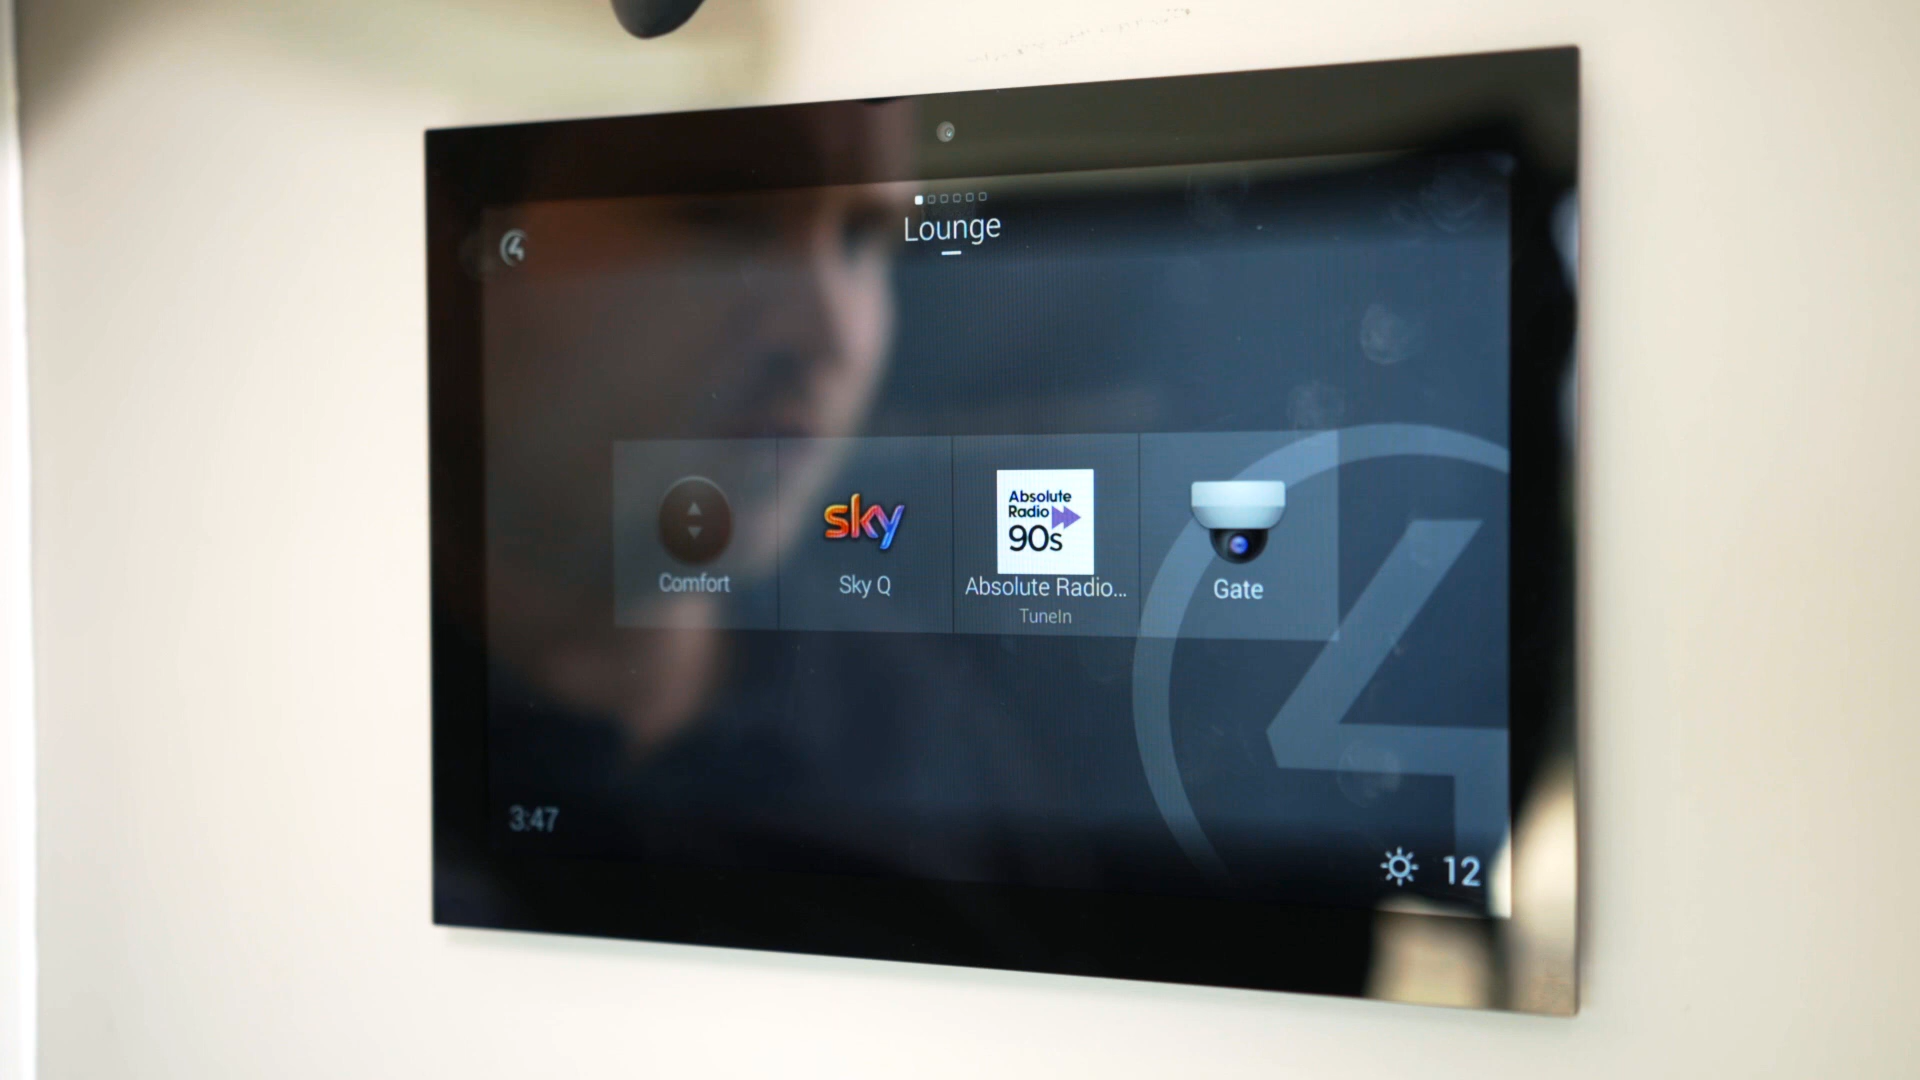 Lounge
Comfort
sky
Sky Q
Absolute
Radio
90s
Absolute Radio...
TuneIn
Gate
3:47
12